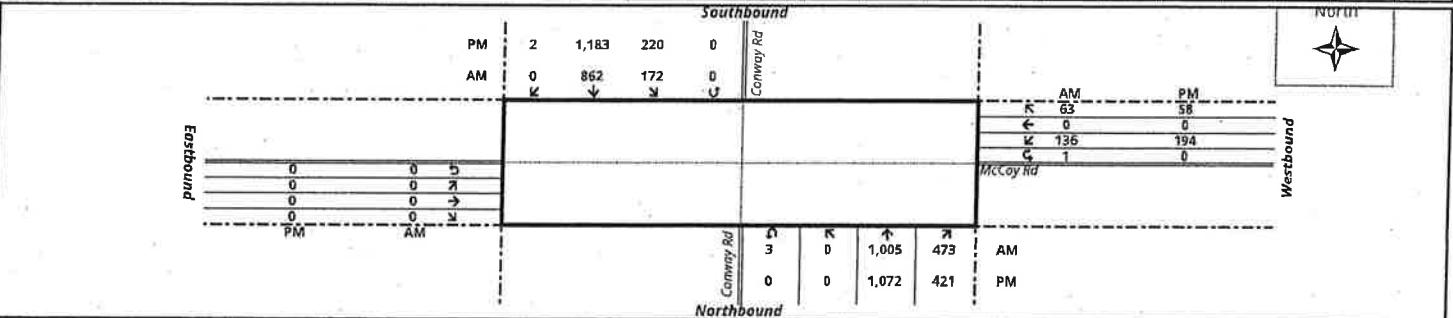 Southbound
North
PM 2 1,183 220 0
Conway Rd
AM 0 862 172 0
↙ ↓ ↘
AM PM
↖ 63 58
← 0 0
↙ 136 194
1 0
McCoy Rd
Westbound
Eastbound
0 0
0 0 ↗
0 0 →
0 0 ↘
PM AM
Conway Rd
↖ ↑ ↗
3 0 1,005 473 AM
0 0 1,072 421 PM
Northbound